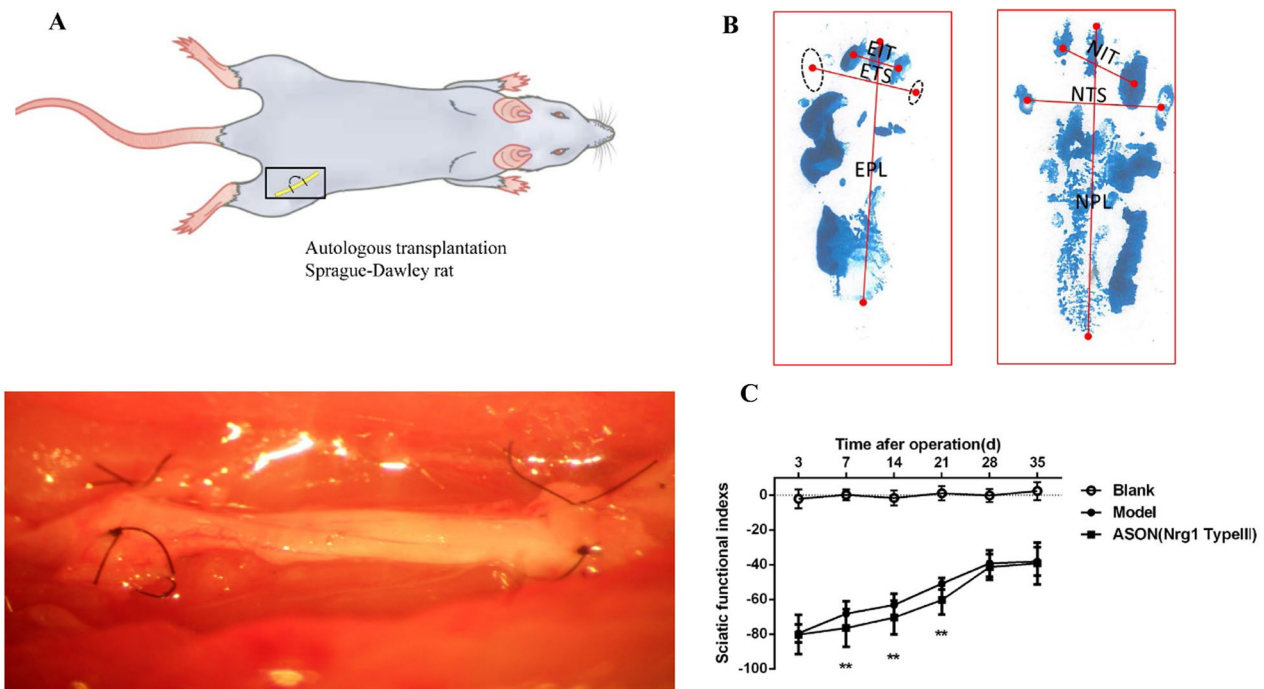 A
Autologous transplantation
Sprague-Dawley rat
B
EIT
ETS
EPL
NIT
NTS
NPL
C
Time afer operation(d)
3 7 14 21 28 35
Sciatic functional indexs
0
-20
-40
-60
-80
-100
** ** **
Blank
Model
ASON(Nrg1 TypeII)